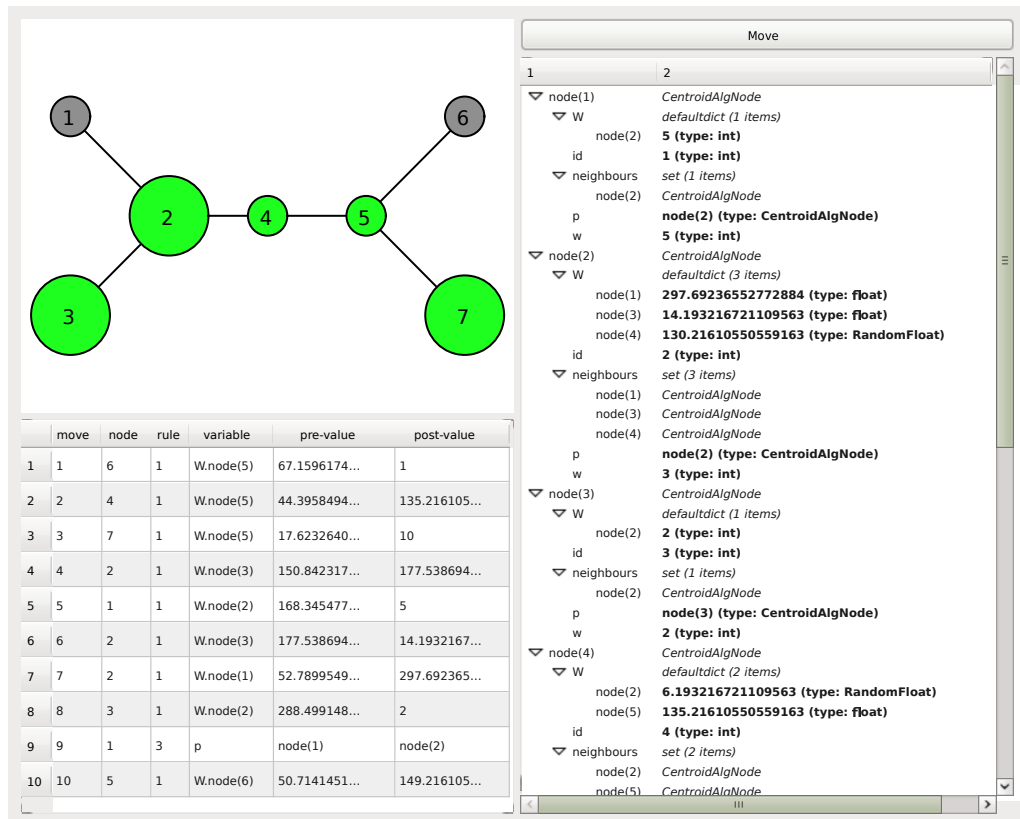 1
6
2
4
5
3
7
move node rule variable pre-value post-value
1 1 6 1 W.node(5) 67.1596174... 1
2 2 4 1 W.node(5) 44.3958494... 135.216105...
3 3 7 1 W.node(5) 17.6232640... 10
4 4 2 1 W.node(3) 150.842317... 177.538694...
5 5 1 1 W.node(2) 168.345477... 5
6 6 2 1 W.node(3) 177.538694... 14.1932167...
7 7 2 1 W.node(1) 52.7899549... 297.692365...
8 8 3 1 W.node(2) 288.499148... 2
9 9 1 3 p node(1) node(2)
10 10 5 1 W.node(6) 50.7141451... 149.216105...
Move
1 2
node(1) CentroidAlgNode
W defaultdict (1 items)
node(2) 5 (type: int)
id 1 (type: int)
neighbours set (1 items)
node(2) CentroidAlgNode
p node(2) (type: CentroidAlgNode)
w 5 (type: int)
node(2) CentroidAlgNode
W defaultdict (3 items)
node(1) 297.69236552772884 (type: float)
node(3) 14.193216721109563 (type: float)
node(4) 130.21610550559163 (type: RandomFloat)
id 2 (type: int)
neighbours set (3 items)
node(1) CentroidAlgNode
node(3) CentroidAlgNode
node(4) CentroidAlgNode
p node(2) (type: CentroidAlgNode)
w 3 (type: int)
node(3) CentroidAlgNode
W defaultdict (1 items)
node(2) 2 (type: int)
id 3 (type: int)
neighbours set (1 items)
node(2) CentroidAlgNode
p node(3) (type: CentroidAlgNode)
w 2 (type: int)
node(4) CentroidAlgNode
W defaultdict (2 items)
node(2) 6.193216721109563 (type: RandomFloat)
node(5) 135.21610550559163 (type: float)
id 4 (type: int)
neighbours set (2 items)
node(2) CentroidAlgNode
node(5) CentroidAlgNode